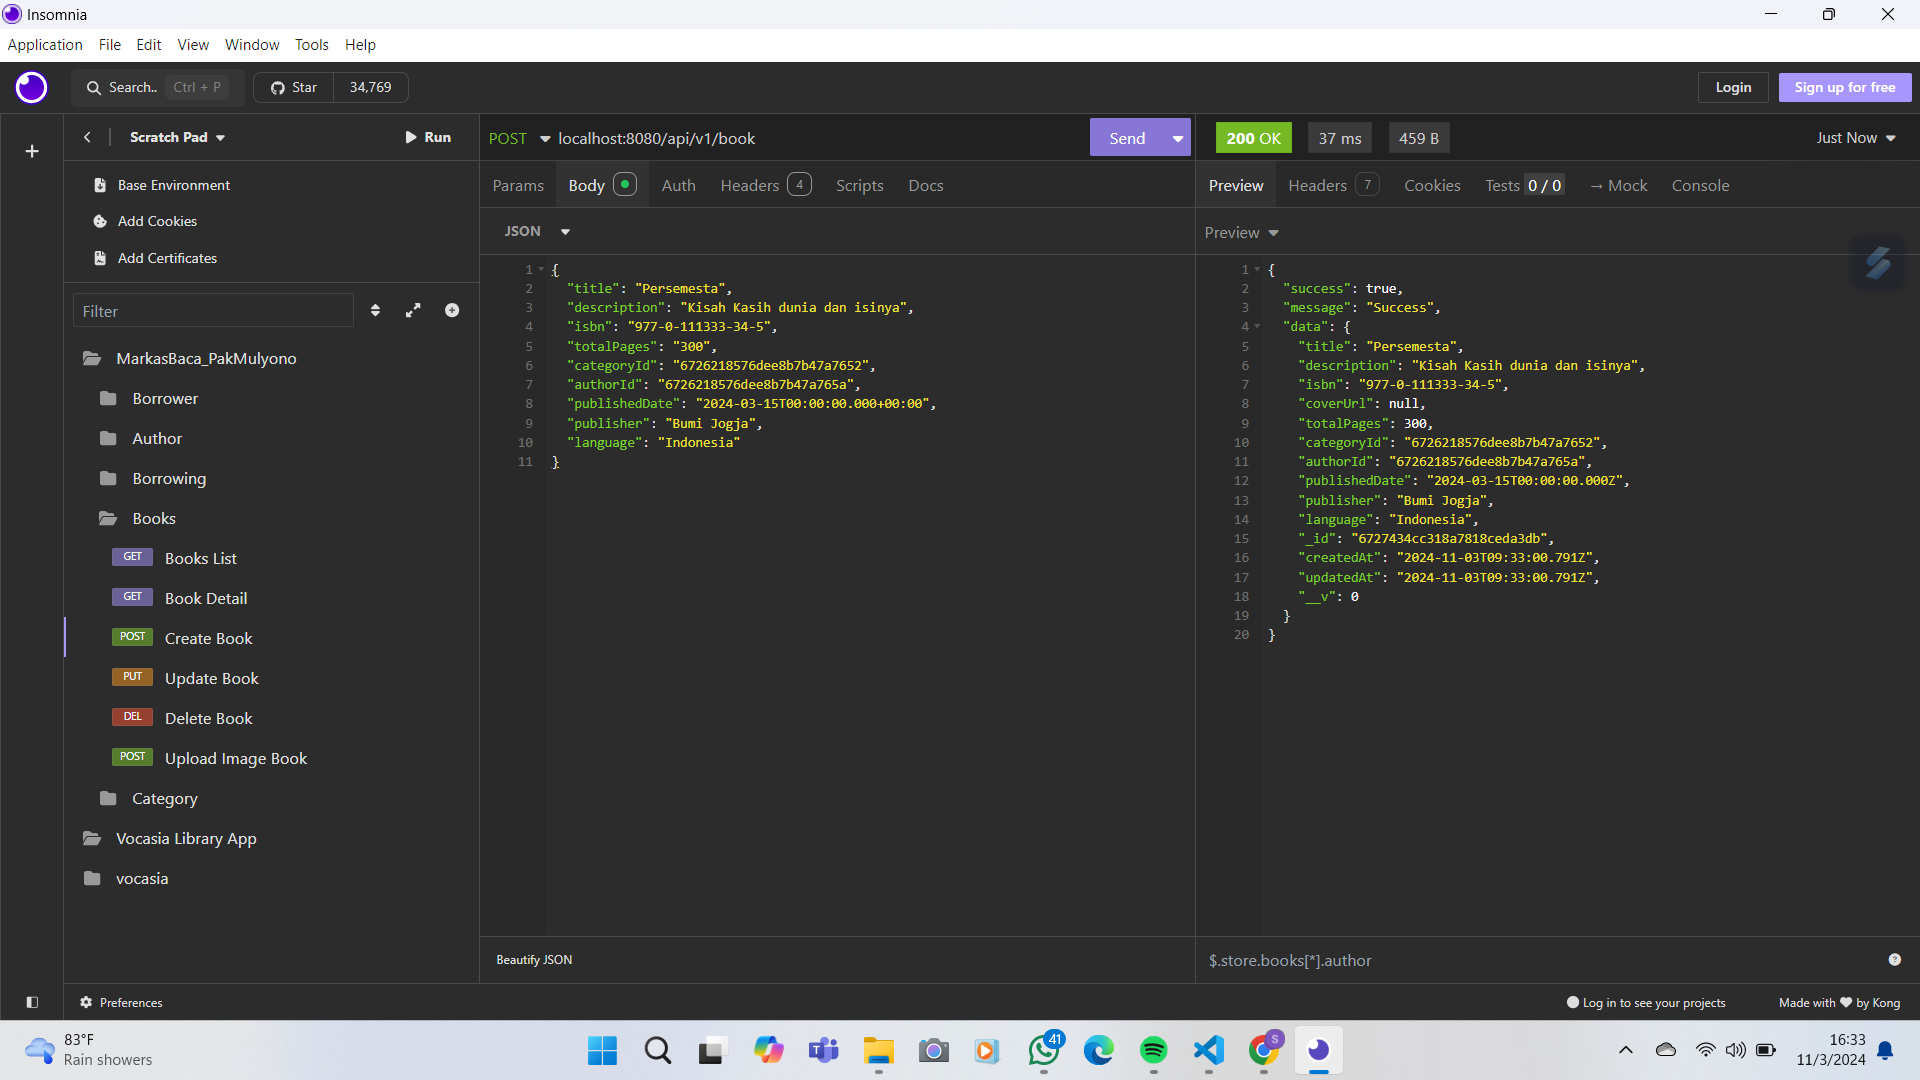 Insomnia
Application File Edit View Window Tools Help
Search.. Ctrl + P Star 34,769 Login Sign up for free
Scratch Pad Run
Base Environment
Add Cookies
Add Certificates
Filter
MarkasBaca_PakMulyono
Borrower
Author
Borrowing
Books
GET Books List
GET Book Detail
POST Create Book
PUT Update Book
DEL Delete Book
POST Upload Image Book
Category
Vocasia Library App
vocasia
POST localhost:8080/api/v1/book Send
Params Body Auth Headers 4 Scripts Docs
JSON
1 {
2 "title": "Persemesta",
3 "description": "Kisah Kasih dunia dan isinya",
4 "isbn": "977-0-111333-34-5",
5 "totalPages": "300",
6 "categoryId": "6726218576dee8b7b47a7652",
7 "authorId": "6726218576dee8b7b47a765a",
8 "publishedDate": "2024-03-15T00:00:00.000+00:00",
9 "publisher": "Bumi Jogja",
10 "language": "Indonesia"
11 }
Beautify JSON
200 OK 37 ms 459 B Just Now
Preview Headers 7 Cookies Tests 0 / 0 → Mock Console
Preview
1 {
2 "success": true,
3 "message": "Success",
4 "data": {
5 "title": "Persemesta",
6 "description": "Kisah Kasih dunia dan isinya",
7 "isbn": "977-0-111333-34-5",
8 "coverUrl": null,
9 "totalPages": 300,
10 "categoryId": "6726218576dee8b7b47a7652",
11 "authorId": "6726218576dee8b7b47a765a",
12 "publishedDate": "2024-03-15T00:00:00.000Z",
13 "publisher": "Bumi Jogja",
14 "language": "Indonesia",
15 "_id": "6727434cc318a7818ceda3db",
16 "createdAt": "2024-11-03T09:33:00.791Z",
17 "updatedAt": "2024-11-03T09:33:00.791Z",
18 "__v": 0
19 }
20 }
$.store.books[*].author ?
Preferences Log in to see your projects Made with ❤ by Kong
83°F
Rain showers
41
S
16:33
11/3/2024